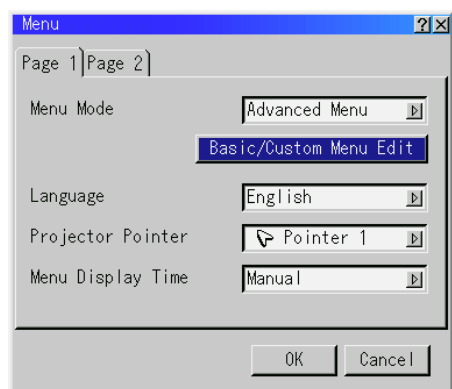 Menu ?
Page 1 Page 2
Menu Mode Advanced Menu
Basic/Custom Menu Edit
Language English
Projector Pointer Pointer 1
Menu Display Time Manual
OK Cancel